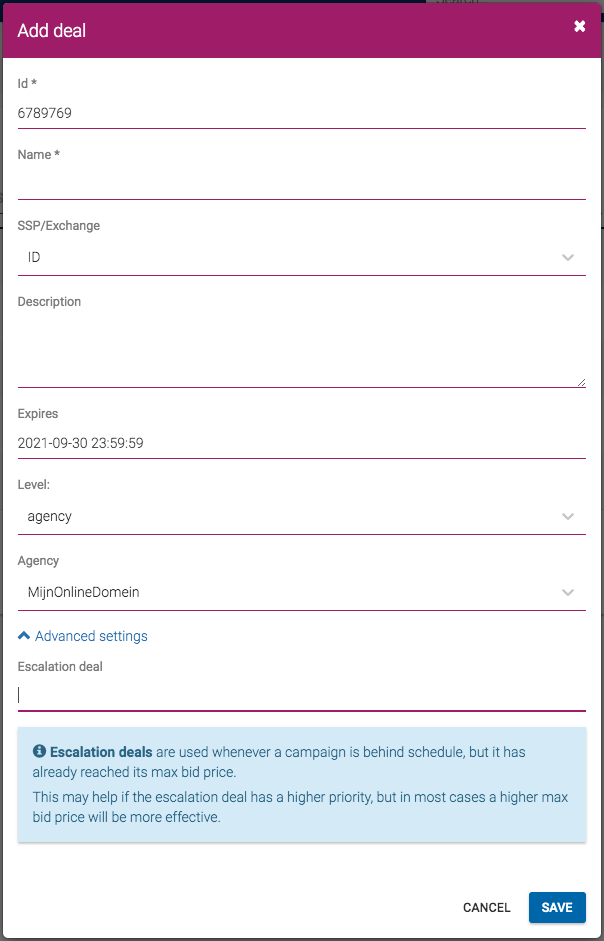 Add deal
Id *
6789769
Name *
SSP/Exchange
ID
Description
Expires
2021-09-30 23:59:59
Level:
agency
Agency
MijnOnlineDomein
Advanced settings
Escalation deal
Escalation deals are used whenever a campaign is behind schedule, but it has
already reached its max bid price.
This may help if the escalation deal has a higher priority, but in most cases a higher max
bid price will be more effective.
CANCEL
SAVE